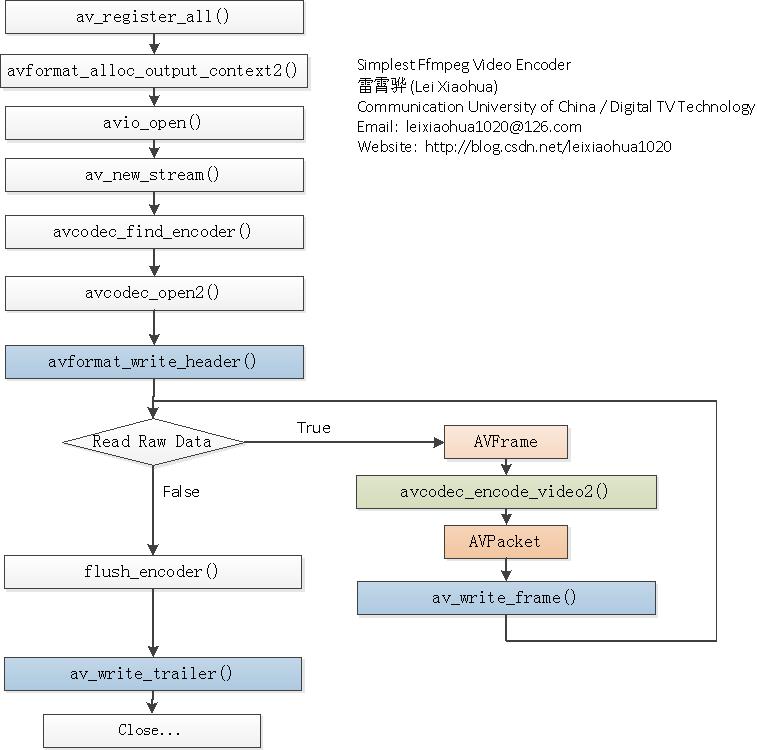 av_register_all()
avformat_alloc_output_context2()
avio_open()
av_new_stream()
avcodec_find_encoder()
avcodec_open2()
avformat_write_header()
Simplest Ffmpeg Video Encoder
雷霄骅 (Lei Xiaohua)
Communication University of China / Digital TV Technology
Email: leixiaohua1020@126.com
Website: http://blog.csdn.net/leixiaohua1020
Read Raw Data
True
False
AVFrame
avcodec_encode_video2()
AVPacket
av_write_frame()
flush_encoder()
av_write_trailer()
Close...